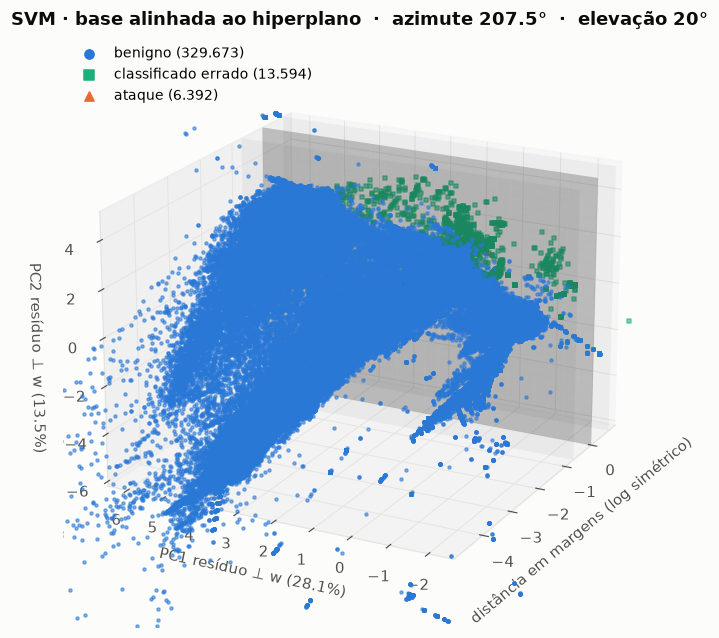 SVM · base alinhada ao hiperplano · azimute 207.5° · elevação 20°
benigno (329.673)
classificado errado (13.594)
ataque (6.392)
4
2
0
−2
−4
−6
PC2 resíduo ⊥ w (13.5%)
6
5
4
3
2
1
0
−1
−2
PC1 resíduo ⊥ w (28.1%)
0
−1
−2
−3
−4
distância em margens (log simétrico)